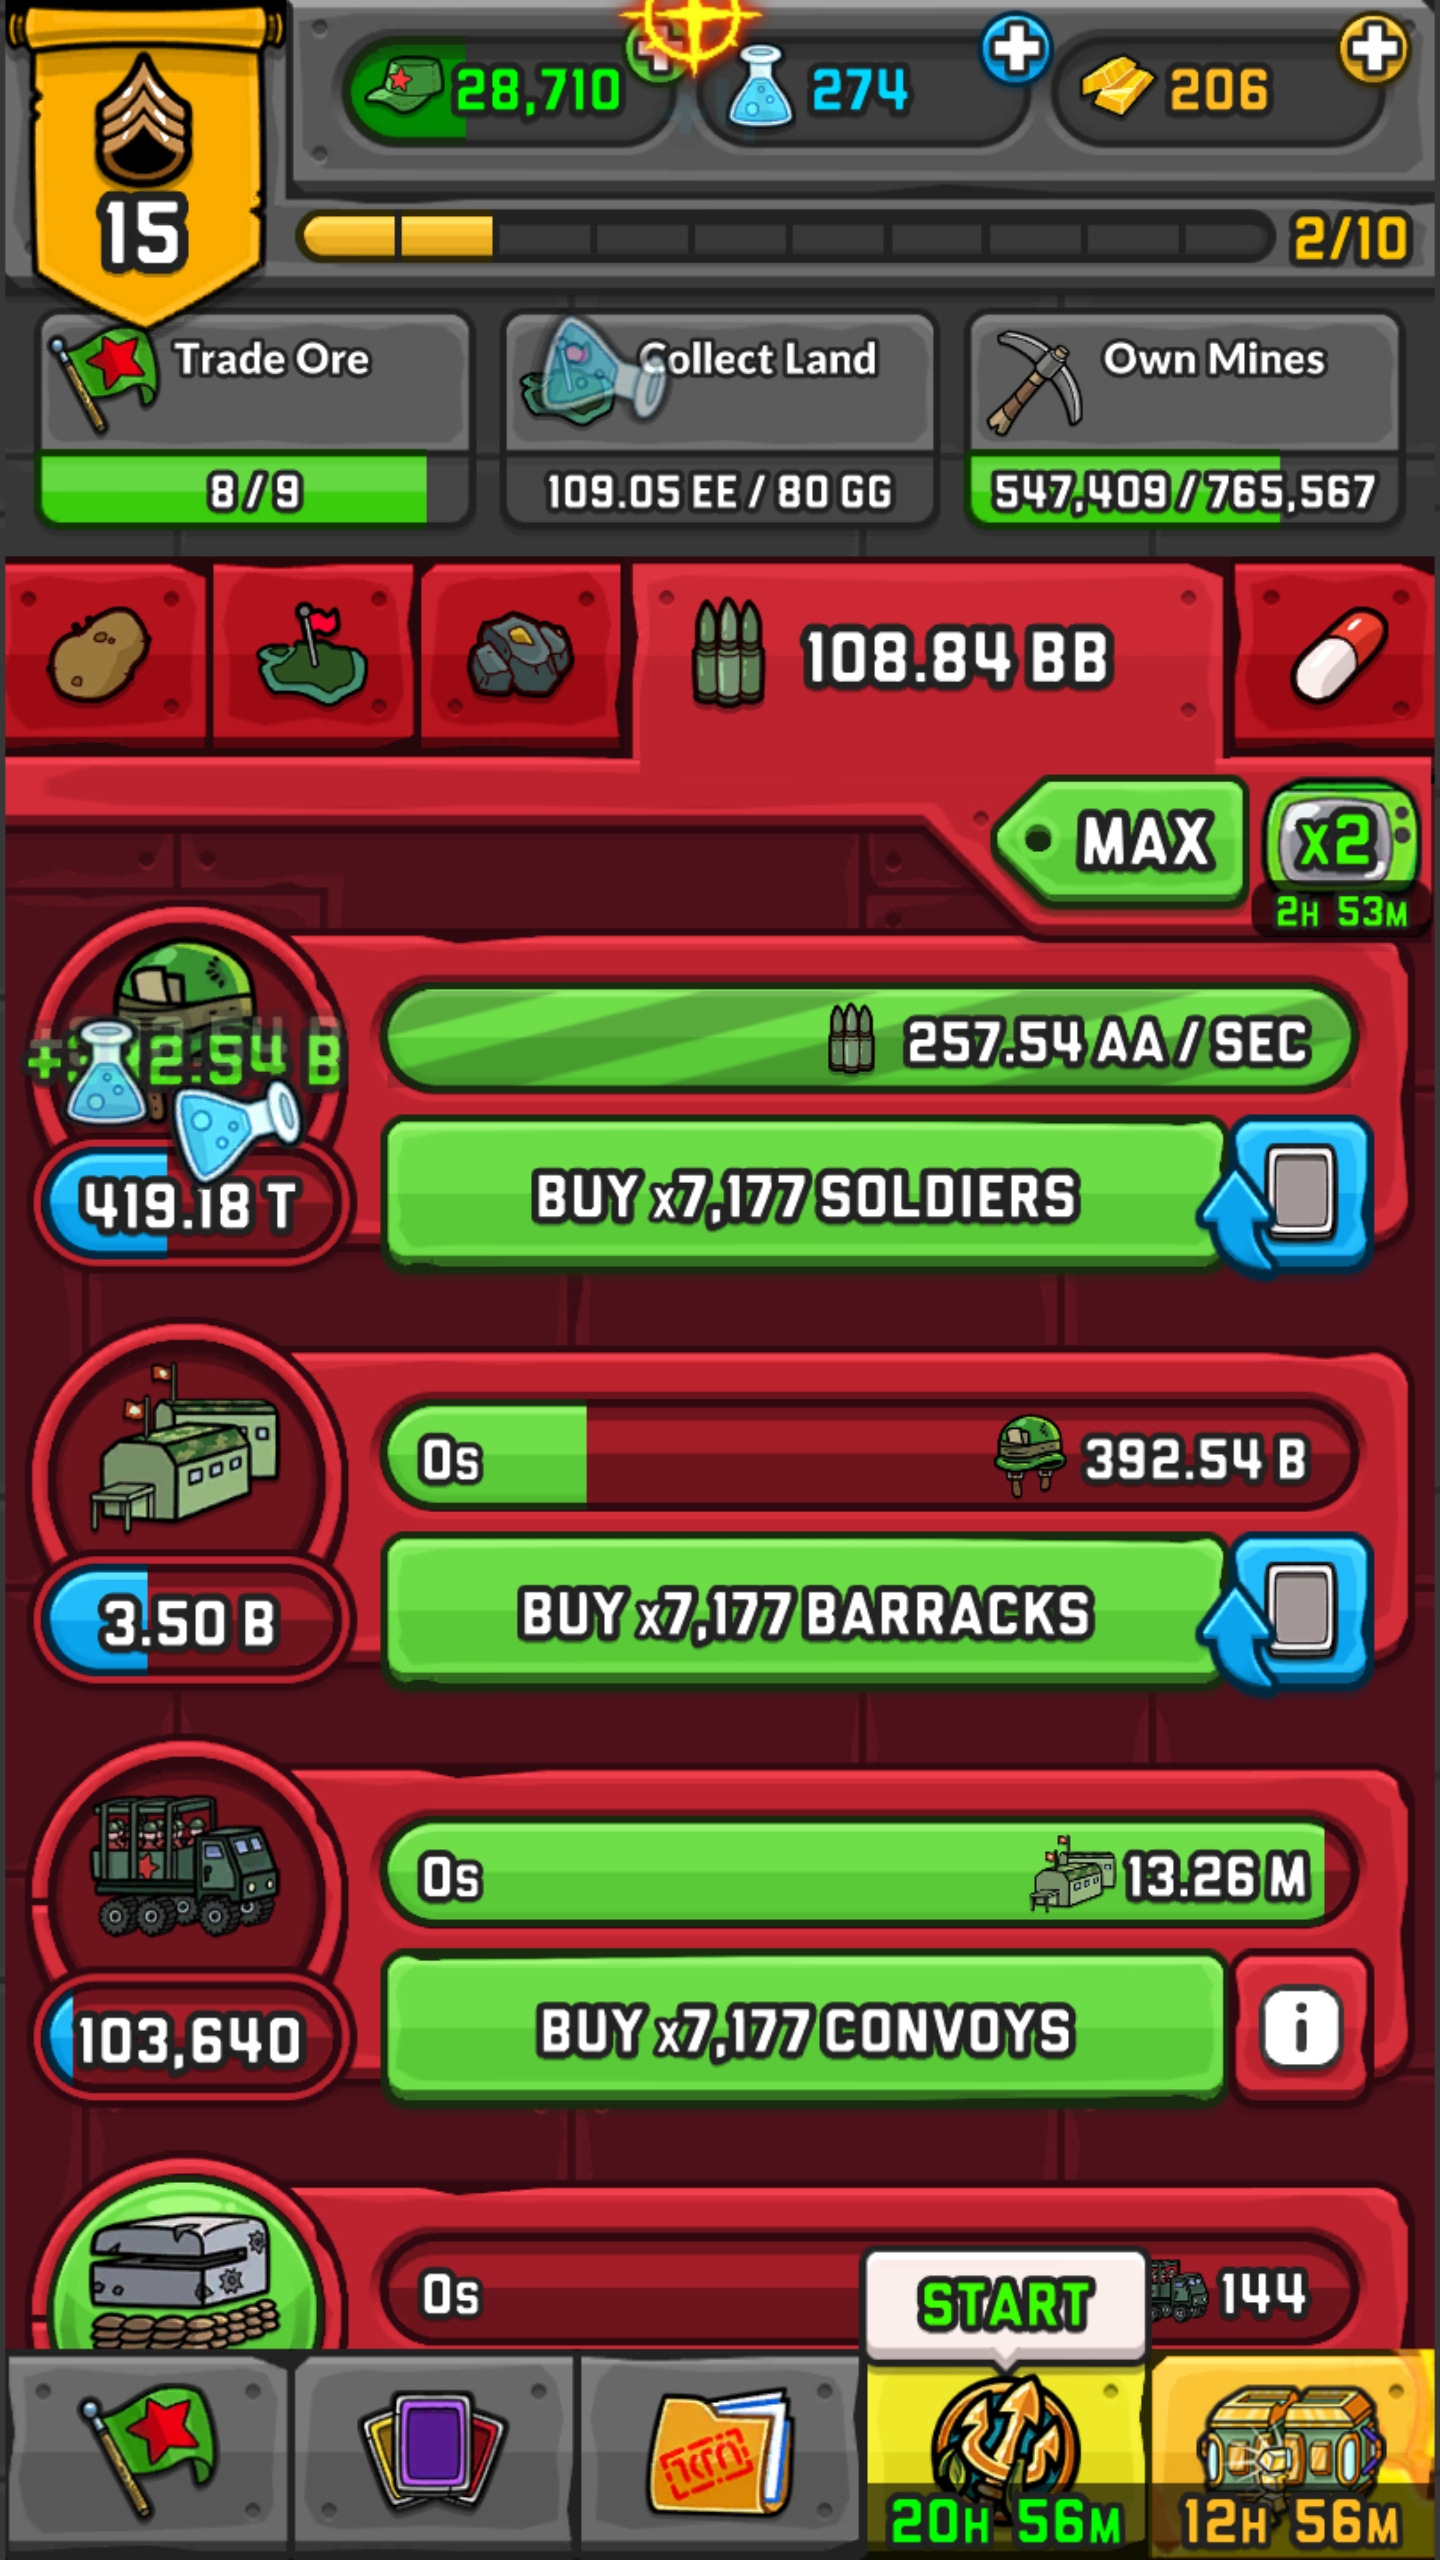 28,710
274
206
15
2/10
Trade Ore
Collect Land
Own Mines
8/9
109.05 EE / 80 GG
547,409 / 765,567
108.84 BB
MAX
x2
2H 53M
257.54 AA / SEC
419.18 T
BUY x7,177 SOLDIERS
0s
392.54 B
3.50 B
BUY x7,177 BARRACKS
0s
13.26 M
103,640
BUY x7,177 CONVOYS
0s
144
START
20H 56M
12H 56M